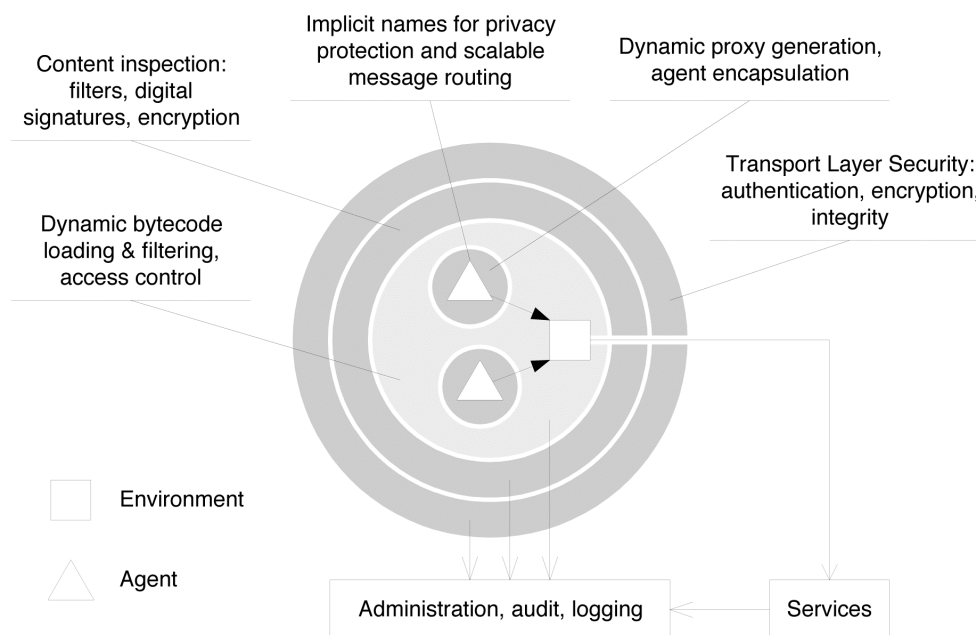 Implicit names for privacy
protection and scalable
message routing
Dynamic proxy generation,
agent encapsulation
Content inspection:
filters, digital
signatures, encryption
Transport Layer Security:
authentication, encryption,
integrity
Dynamic bytecode
loading & filtering,
access control
Environment
Agent
Administration, audit, logging
Services